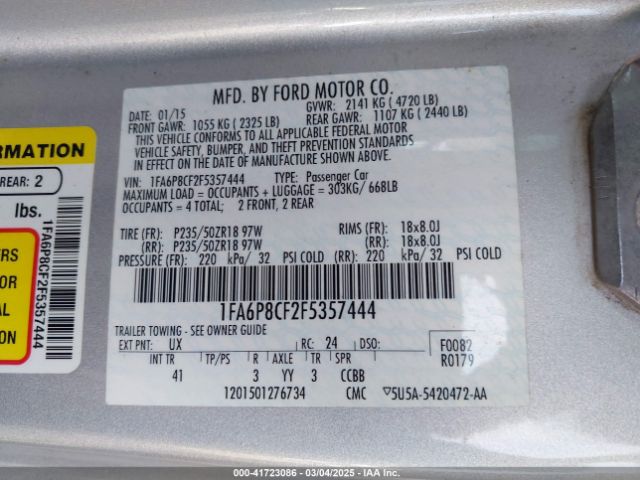 MFD. BY FORD MOTOR CO.
DATE: 01/15 GVWR: 2141 KG ( 4720 LB)
FRONT GAWR: 1055 KG ( 2325 LB) REAR GAWR: 1107 KG ( 2440 LB)
THIS VEHICLE CONFORMS TO ALL APPLICABLE FEDERAL MOTOR
VEHICLE SAFETY, BUMPER, AND THEFT PREVENTION STANDARDS
IN EFFECT ON THE DATE OF MANUFACTURE SHOWN ABOVE.
VIN: 1FA6P8CF2F5357444 TYPE: Passenger Car
MAXIMUM LOAD = OCCUPANTS + LUGGAGE = 303KG/ 668LB
OCCUPANTS = 4 TOTAL; 2 FRONT, 2 REAR
TIRE (FR): P235/50ZR18 97W RIMS (FR): 18x8.0J
(RR): P235/50ZR18 97W (RR): 18x8.0J
PRESSURE (FR): 220 kPa/ 32 PSI COLD (RR): 220 kPa/ 32 PSI COLD
1FA6P8CF2F5357444
TRAILER TOWING - SEE OWNER GUIDE
EXT PNT: UX RC: 24 DSO: F0082
R0179
INT TR TP/PS R AXLE TR SPR
41 3 YY 3 CCBB
1201501276734 CMC ▽5U5A-5420472-AA
RMATION
REAR: 2
lbs.
ERS
OR
AL
ION
1FA6P8CF2F5357444
000-41723086 - 03/04/2025 - IAA Inc.